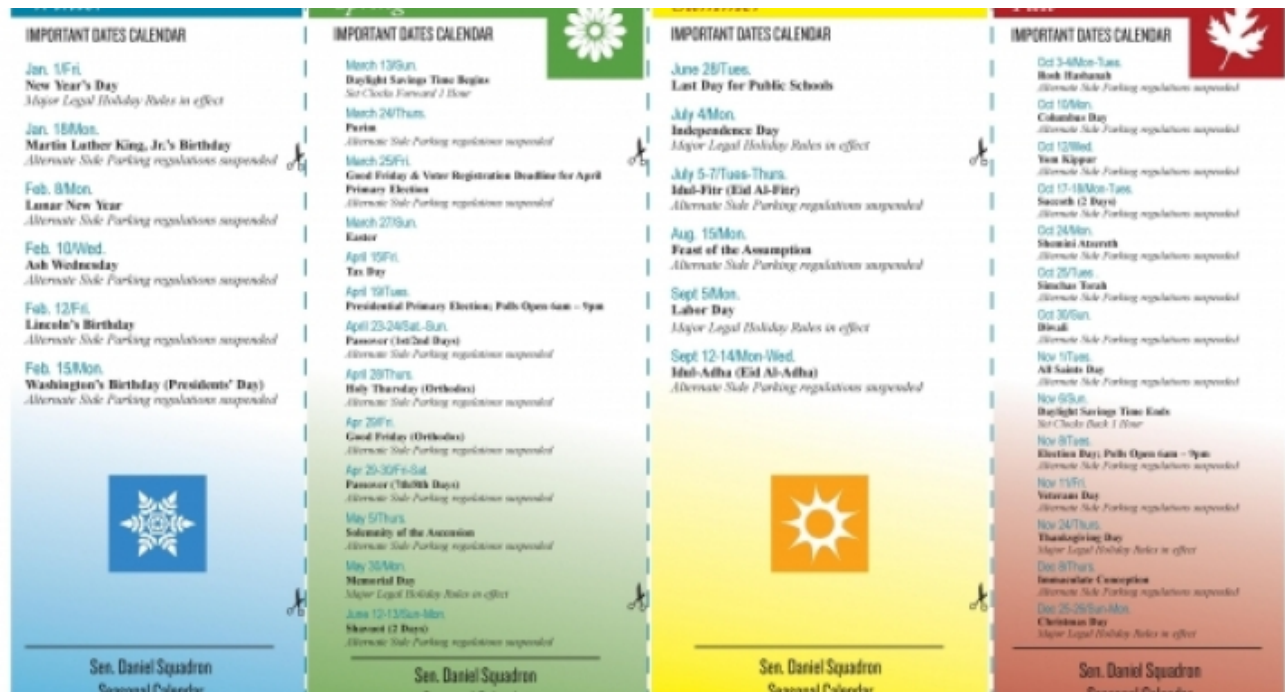 Spring
Summer
Fall
IMPORTANT DATES CALENDAR
Jan. 1/Fri.
New Year's Day
Major Legal Holiday Rules in effect
Jan. 18/Mon.
Martin Luther King, Jr.'s Birthday
Alternate Side Parking regulations suspended
Feb. 8/Mon.
Lunar New Year
Alternate Side Parking regulations suspended
Feb. 10/Wed.
Ash Wednesday
Alternate Side Parking regulations suspended
Feb. 12/Fri.
Lincoln's Birthday
Alternate Side Parking regulations suspended
Feb. 15/Mon.
Washington's Birthday (Presidents' Day)
Alternate Side Parking regulations suspended
Sen. Daniel Squadron
Seasonal Calendar
IMPORTANT DATES CALENDAR
March 13/Sun.
Daylight Savings Time Begins
Set Clocks Forward 1 Hour
March 24/Thurs.
Purim
Alternate Side Parking regulations suspended
March 25/Fri.
Good Friday & Voter Registration Deadline for April
Primary Election
Alternate Side Parking regulations suspended
March 27/Sun.
Easter
April 15/Fri.
Tax Day
April 19/Tues.
Presidential Primary Election; Polls Open 6am – 9pm
April 23-24/Sat.-Sun.
Passover (1st/2nd Days)
Alternate Side Parking regulations suspended
April 28/Thurs.
Holy Thursday (Orthodox)
Alternate Side Parking regulations suspended
Apr 29/Fri.
Good Friday (Orthodox)
Alternate Side Parking regulations suspended
Apr 29-30/Fri-Sat.
Passover (7th/8th Days)
Alternate Side Parking regulations suspended
May 5/Thurs.
Solemnity of the Ascension
Alternate Side Parking regulations suspended
May 30/Mon.
Memorial Day
Major Legal Holiday Rules in effect
June 12-13/Sun-Mon.
Shavuot (2 Days)
Alternate Side Parking regulations suspended
Sen. Daniel Squadron
Seasonal Calendar
IMPORTANT DATES CALENDAR
June 28/Tues.
Last Day for Public Schools
July 4/Mon.
Independence Day
Major Legal Holiday Rules in effect
July 5-7/Tues-Thurs.
Idul-Fitr (Eid Al-Fitr)
Alternate Side Parking regulations suspended
Aug. 15/Mon.
Feast of the Assumption
Alternate Side Parking regulations suspended
Sept 5/Mon.
Labor Day
Major Legal Holiday Rules in effect
Sept 12-14/Mon-Wed.
Idul-Adha (Eid Al-Adha)
Alternate Side Parking regulations suspended
Sen. Daniel Squadron
Seasonal Calendar
IMPORTANT DATES CALENDAR
Oct 3-4/Mon-Tues.
Rosh Hashanah
Alternate Side Parking regulations suspended
Oct 10/Mon.
Columbus Day
Alternate Side Parking regulations suspended
Oct 12/Wed.
Yom Kippur
Alternate Side Parking regulations suspended
Oct 17-18/Mon-Tues.
Succoth (2 Days)
Alternate Side Parking regulations suspended
Oct 24/Mon.
Shemini Atzereth
Alternate Side Parking regulations suspended
Oct 25/Tues.
Simchas Torah
Alternate Side Parking regulations suspended
Oct 30/Sun.
Diwali
Alternate Side Parking regulations suspended
Nov 1/Tues.
All Saints Day
Alternate Side Parking regulations suspended
Nov 6/Sun.
Daylight Savings Time Ends
Set Clocks Back 1 Hour
Nov 8/Tues.
Election Day; Polls Open 6am – 9pm
Alternate Side Parking regulations suspended
Nov 11/Fri.
Veterans Day
Alternate Side Parking regulations suspended
Nov 24/Thurs.
Thanksgiving Day
Major Legal Holiday Rules in effect
Dec 8/Thurs.
Immaculate Conception
Alternate Side Parking regulations suspended
Dec 25-26/Sun-Mon.
Christmas Day
Major Legal Holiday Rules in effect
Sen. Daniel Squadron
Seasonal Calendar